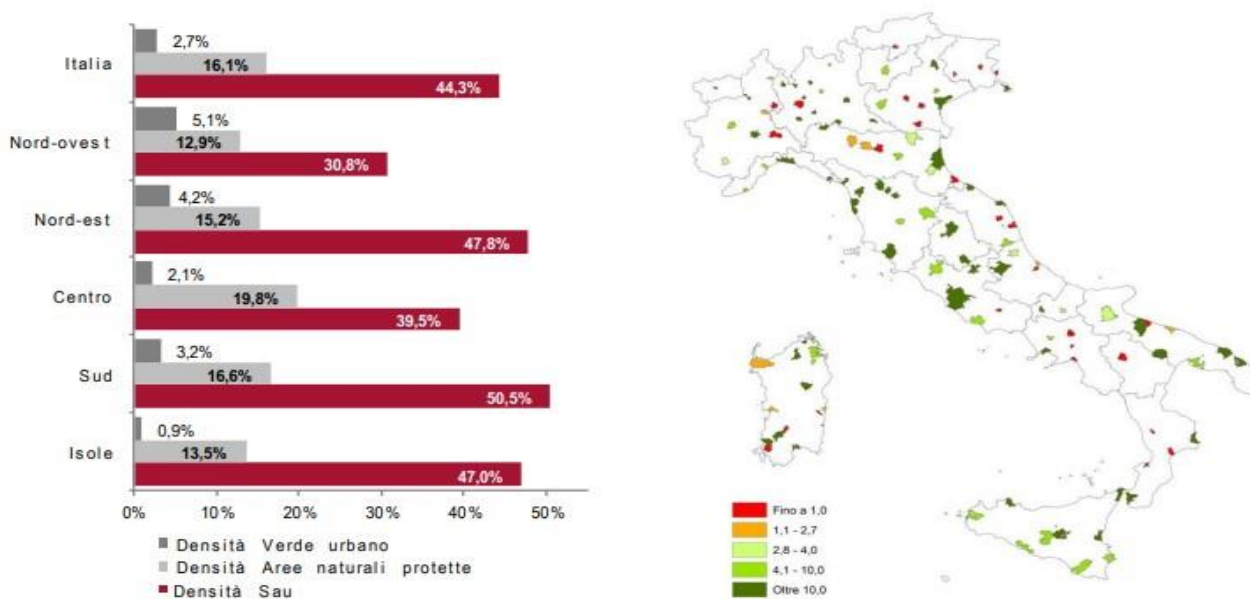 2,7%
Italia
16,1%
44,3%
5,1%
Nord-ovest
12,9%
30,8%
4,2%
Nord-est
15,2%
47,8%
2,1%
Centro
19,8%
39,5%
3,2%
Sud
16,6%
50,5%
0,9%
Isole
13,5%
47,0%
0% 10% 20% 30% 40% 50%
Densità Verde urbano
Densità Aree naturali protette
Densità Sau
Fino a 1,0
1,1 - 2,7
2,8 - 4,0
4,1 - 10,0
Oltre 10,0